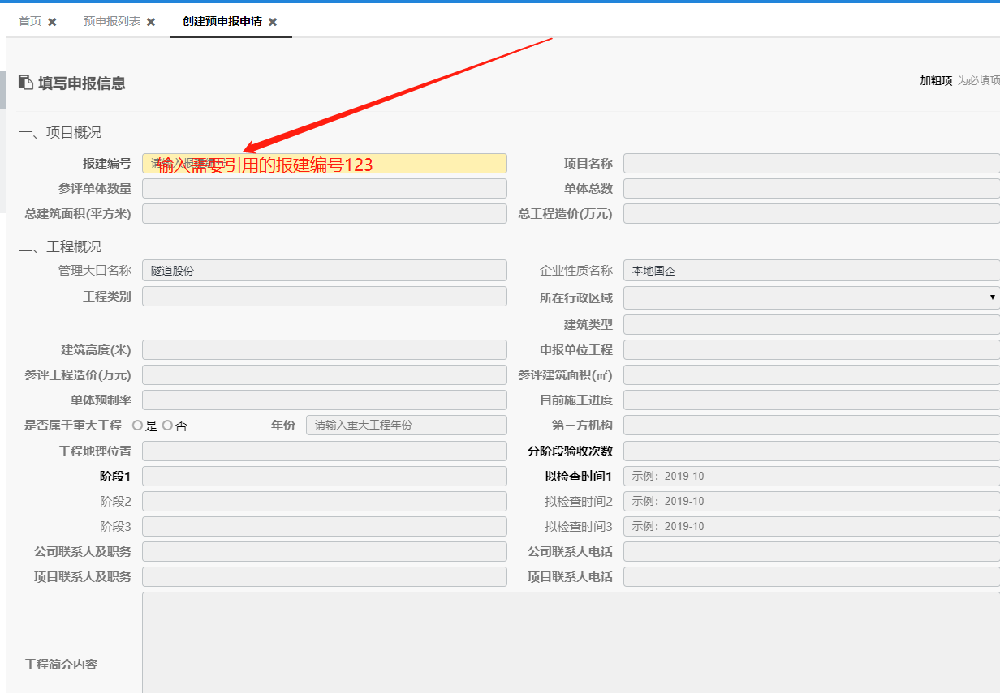 首页 预申报列表 创建预申报申请
填写申报信息 加粗项 为必填项
一、项目概况
报建编号 输入需要引用的报建编号123 项目名称
参评单体数量 单体总数
总建筑面积(平方米) 总工程造价(万元)
二、工程概况
管理大口名称 隧道股份 企业性质名称 本地国企
工程类别 所在行政区域
建筑类型
建筑高度(米) 申报单位工程
参评工程造价(万元) 参评建筑面积(㎡)
单体预制率 目前施工进度
是否属于重大工程 是 否 年份 请输入重大工程年份 第三方机构
工程地理位置 分阶段验收次数
阶段1 拟检查时间1 示例：2019-10
阶段2 拟检查时间2 示例：2019-10
阶段3 拟检查时间3 示例：2019-10
公司联系人及职务 公司联系人电话
项目联系人及职务 项目联系人电话
工程简介内容